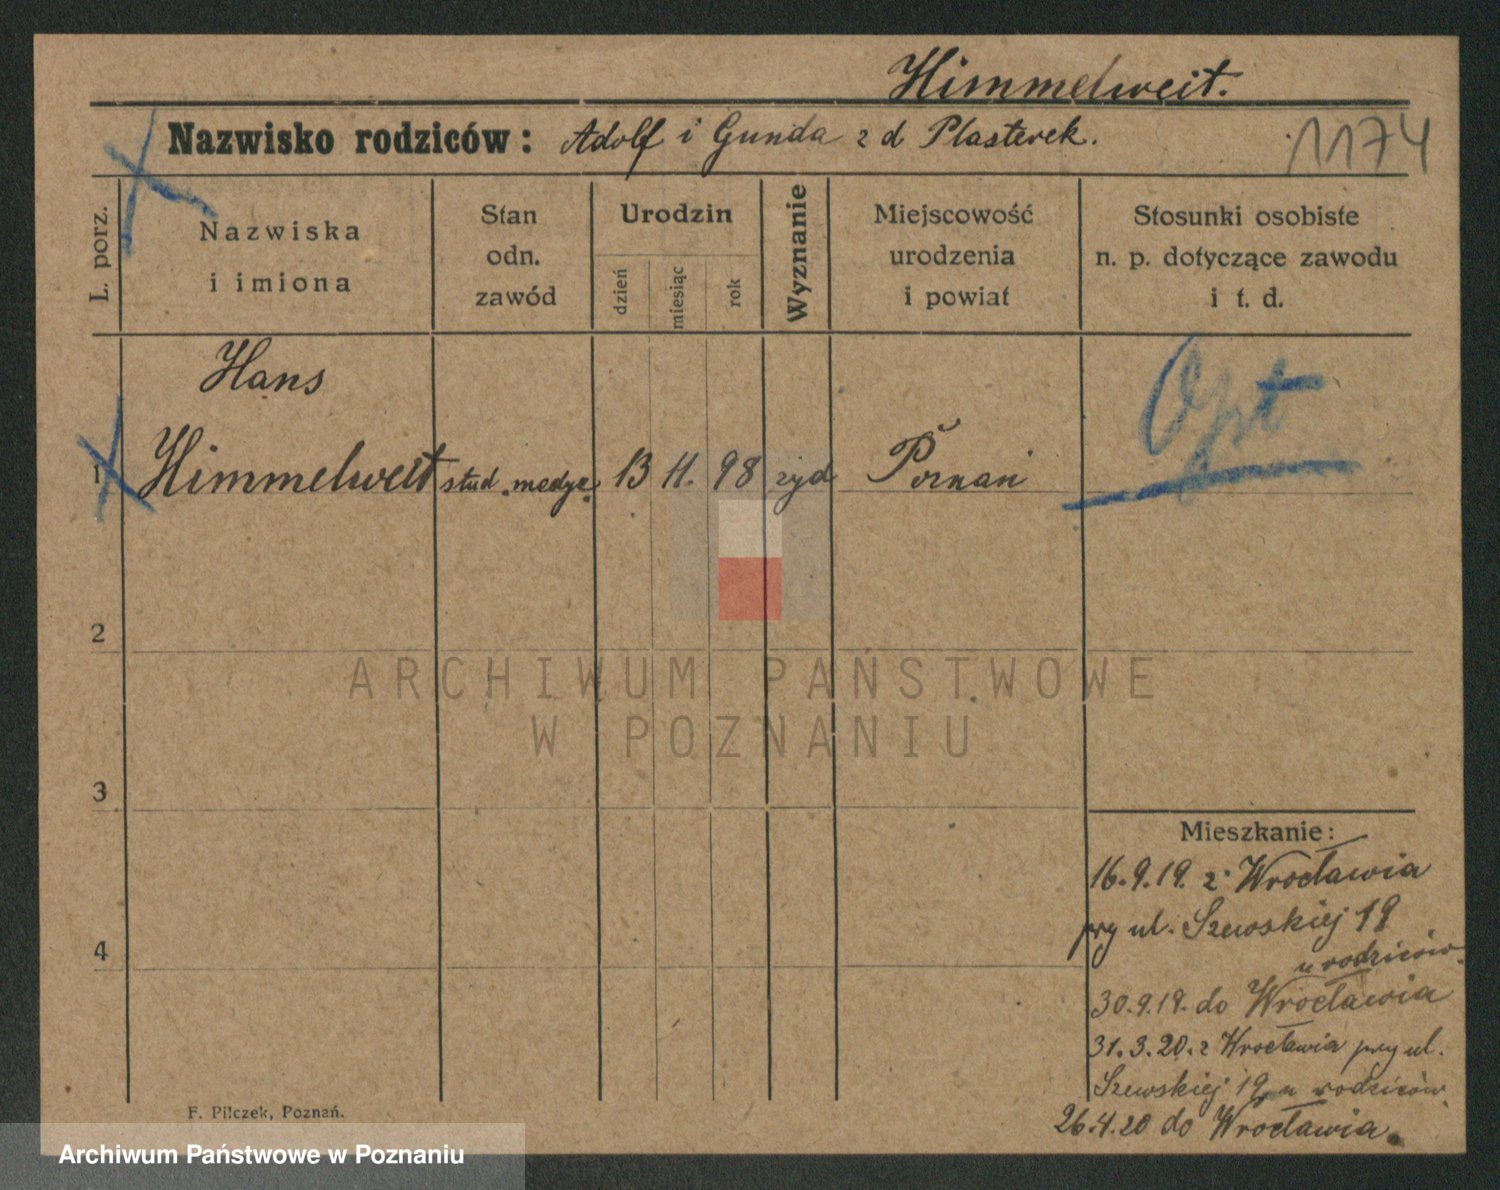 Himmelweit.
Nazwisko rodziców: Adolf i Gunda z d Plasterek.
1174
L. porz.
Nazwiska
i imiona
Stan
odn.
zawód
Urodzin
dzień
miesiąc
rok
Wyznanie
Miejscowość
urodzenia
i powiat
Stosunki osobiste
n. p. dotyczące zawodu
i t. d.
Hans
1 Himmelweit stud. medyc. 13 11. 98 żyd Poznań
Opt
2
ARCHIWUM PAŃSTWOWE
W POZNANIU
3
Mieszkanie:
16.9.19. z Wrocławia
przy ul. Szewskiej 19
u rodziców.
4
30.9.19. do Wrocławia
31.3.20. z Wrocławia przy ul.
Szewskiej 19 u rodziców.
26.4.20 do Wrocławia.
F. Pilczek, Poznań.
Archiwum Państwowe w Poznaniu